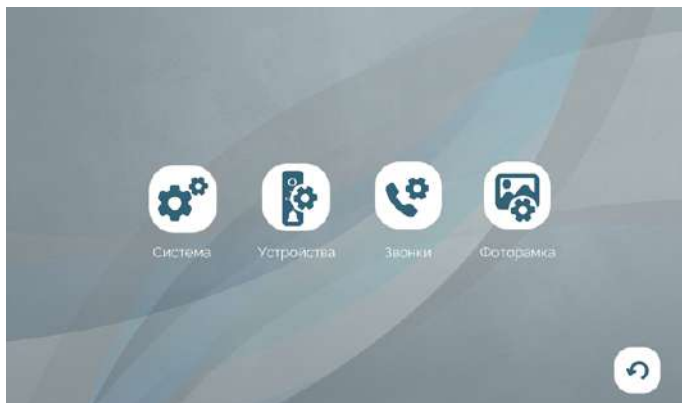 Система
Устройства
Звонки
Фоторамка